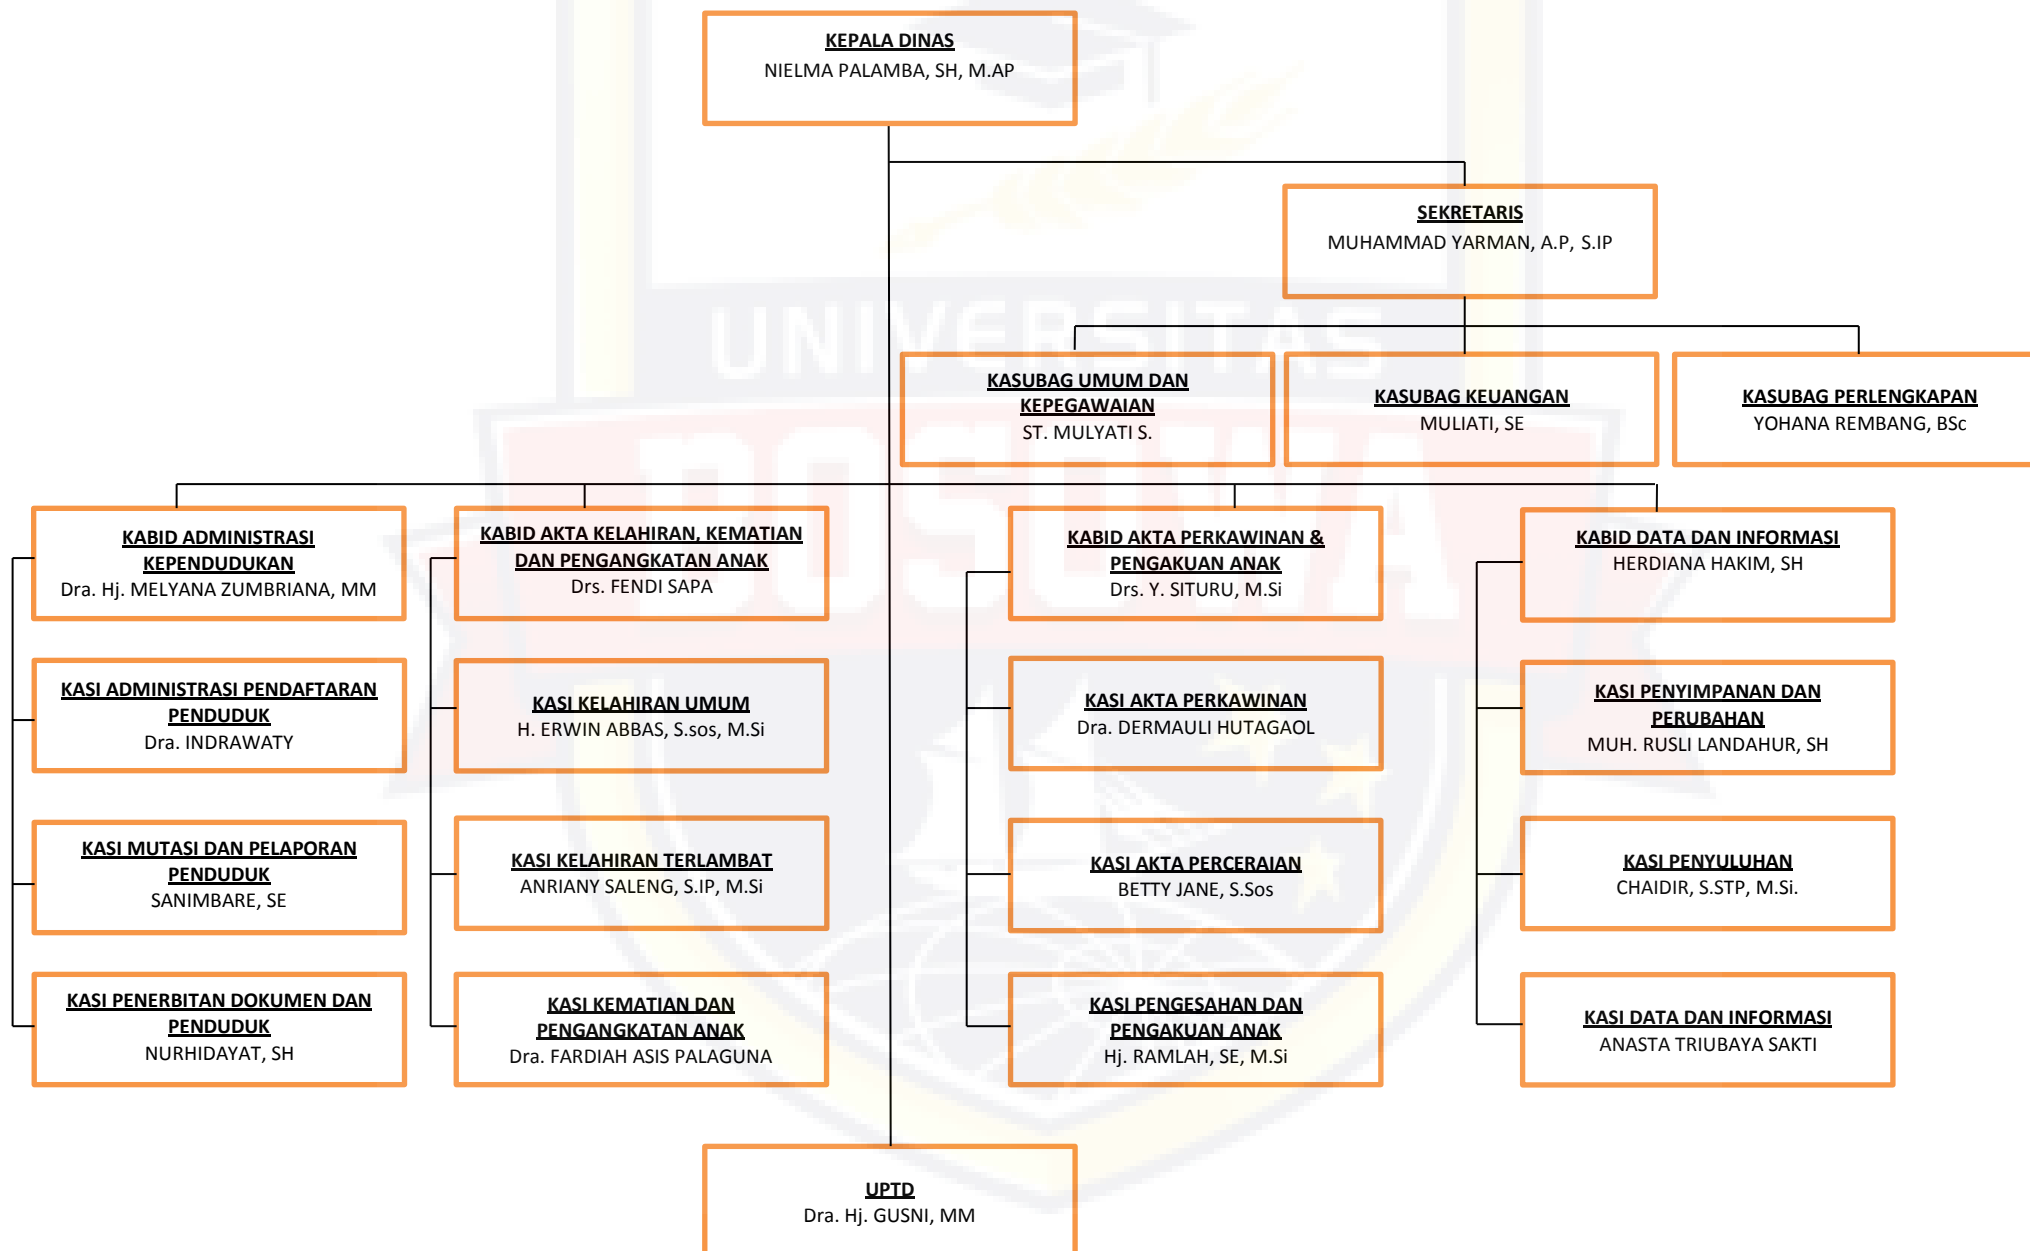 KEPALA DINAS
NIELMA PALAMBA, SH, M.AP
SEKRETARIS
MUHAMMAD YARMAN, A.P, S.IP
UNIVERSITAS
BOSOWA
KASUBAG UMUM DAN
KEPEGAWAIAN
ST. MULYATI S.
KASUBAG KEUANGAN
MULIATI, SE
KASUBAG PERLENGKAPAN
YOHANA REMBANG, BSc
KABID ADMINISTRASI
KEPENDUDUKAN
Dra. Hj. MELYANA ZUMBRIANA, MM
KABID AKTA KELAHIRAN, KEMATIAN
DAN PENGANGKATAN ANAK
Drs. FENDI SAPA
KABID AKTA PERKAWINAN &
PENGAKUAN ANAK
Drs. Y. SITURU, M.Si
KABID DATA DAN INFORMASI
HERDIANA HAKIM, SH
KASI ADMINISTRASI PENDAFTARAN
PENDUDUK
Dra. INDRAWATY
KASI KELAHIRAN UMUM
H. ERWIN ABBAS, S.sos, M.Si
KASI AKTA PERKAWINAN
Dra. DERMAULI HUTAGAOL
KASI PENYIMPANAN DAN
PERUBAHAN
MUH. RUSLI LANDAHUR, SH
KASI MUTASI DAN PELAPORAN
PENDUDUK
SANIMBARE, SE
KASI KELAHIRAN TERLAMBAT
ANRIANY SALENG, S.IP, M.Si
KASI AKTA PERCERAIAN
BETTY JANE, S.Sos
KASI PENYULUHAN
CHAIDIR, S.STP, M.Si.
KASI PENERBITAN DOKUMEN DAN
PENDUDUK
NURHIDAYAT, SH
KASI KEMATIAN DAN
PENGANGKATAN ANAK
Dra. FARDIAH ASIS PALAGUNA
KASI PENGESAHAN DAN
PENGAKUAN ANAK
Hj. RAMLAH, SE, M.Si
KASI DATA DAN INFORMASI
ANASTA TRIUBAYA SAKTI
UPTD
Dra. Hj. GUSNI, MM